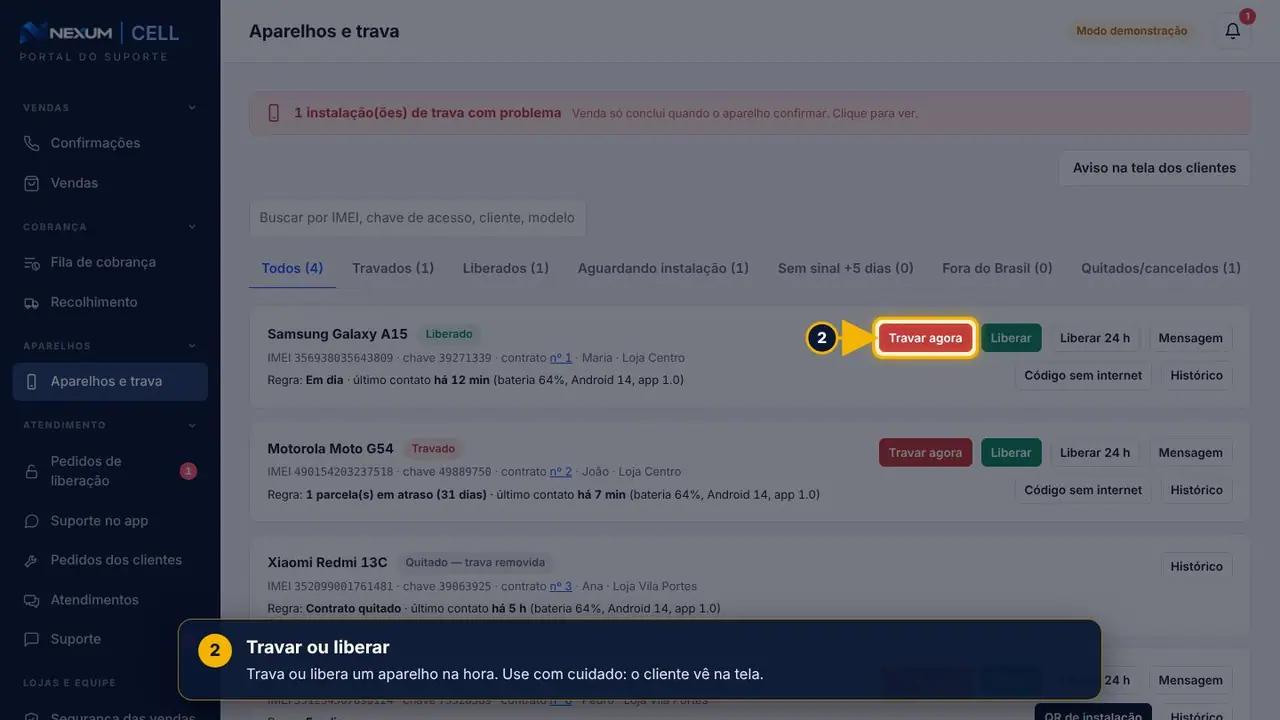 NEXUM | CELL
PORTAL DO SUPORTE
VENDAS
Confirmações
Vendas
COBRANÇA
Fila de cobrança
Recolhimento
APARELHOS
Aparelhos e trava
ATENDIMENTO
Pedidos de
liberação
1
Suporte no app
Pedidos dos clientes
Atendimentos
Suporte
LOJAS E EQUIPE
Segurança das vendas
Aparelhos e trava
Modo demonstração
1
1 instalação(ões) de trava com problema Venda só conclui quando o aparelho confirmar. Clique para ver.
Aviso na tela dos clientes
Buscar por IMEI, chave de acesso, cliente, modelo
Todos (4) Travados (1) Liberados (1) Aguardando instalação (1) Sem sinal +5 dias (0) Fora do Brasil (0) Quitados/cancelados (1)
Samsung Galaxy A15 Liberado
IMEI 356938035643809 · chave 39271339 · contrato nº 1 · Maria · Loja Centro
Regra: Em dia · último contato há 12 min (bateria 64%, Android 14, app 1.0)
2
Travar agora Liberar Liberar 24 h Mensagem
Código sem internet Histórico
Motorola Moto G54 Travado
IMEI 490154203237518 · chave 49889750 · contrato nº 2 · João · Loja Centro
Regra: 1 parcela(s) em atraso (31 dias) · último contato há 7 min (bateria 64%, Android 14, app 1.0)
Travar agora Liberar Liberar 24 h Mensagem
Código sem internet Histórico
Xiaomi Redmi 13C Quitado — trava removida
IMEI 352099001761481 · chave 39063925 · contrato nº 3 · Ana · Loja Vila Portes
Regra: Contrato quitado · último contato há 5 h (bateria 64%, Android 14, app 1.0)
Histórico
2 Travar ou liberar
Trava ou libera um aparelho na hora. Use com cuidado: o cliente vê na tela.
24 h Mensagem
QR de instalação Histórico